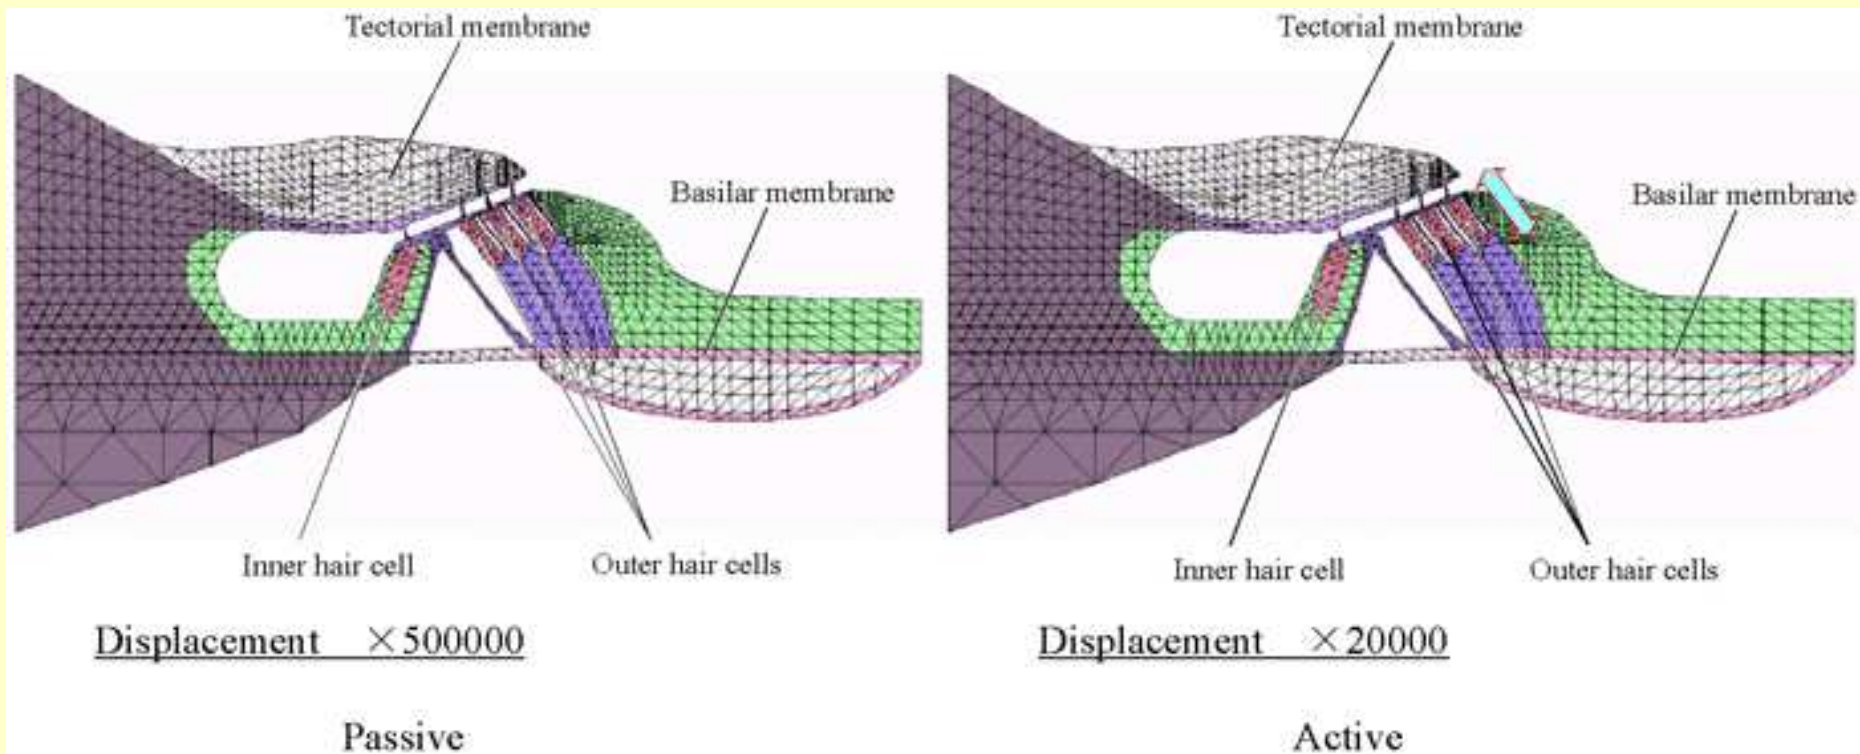 Tectorial membrane
Basilar membrane
Inner hair cell
Outer hair cells
Displacement ×500000
Passive
Tectorial membrane
Basilar membrane
Inner hair cell
Outer hair cells
Displacement ×20000
Active